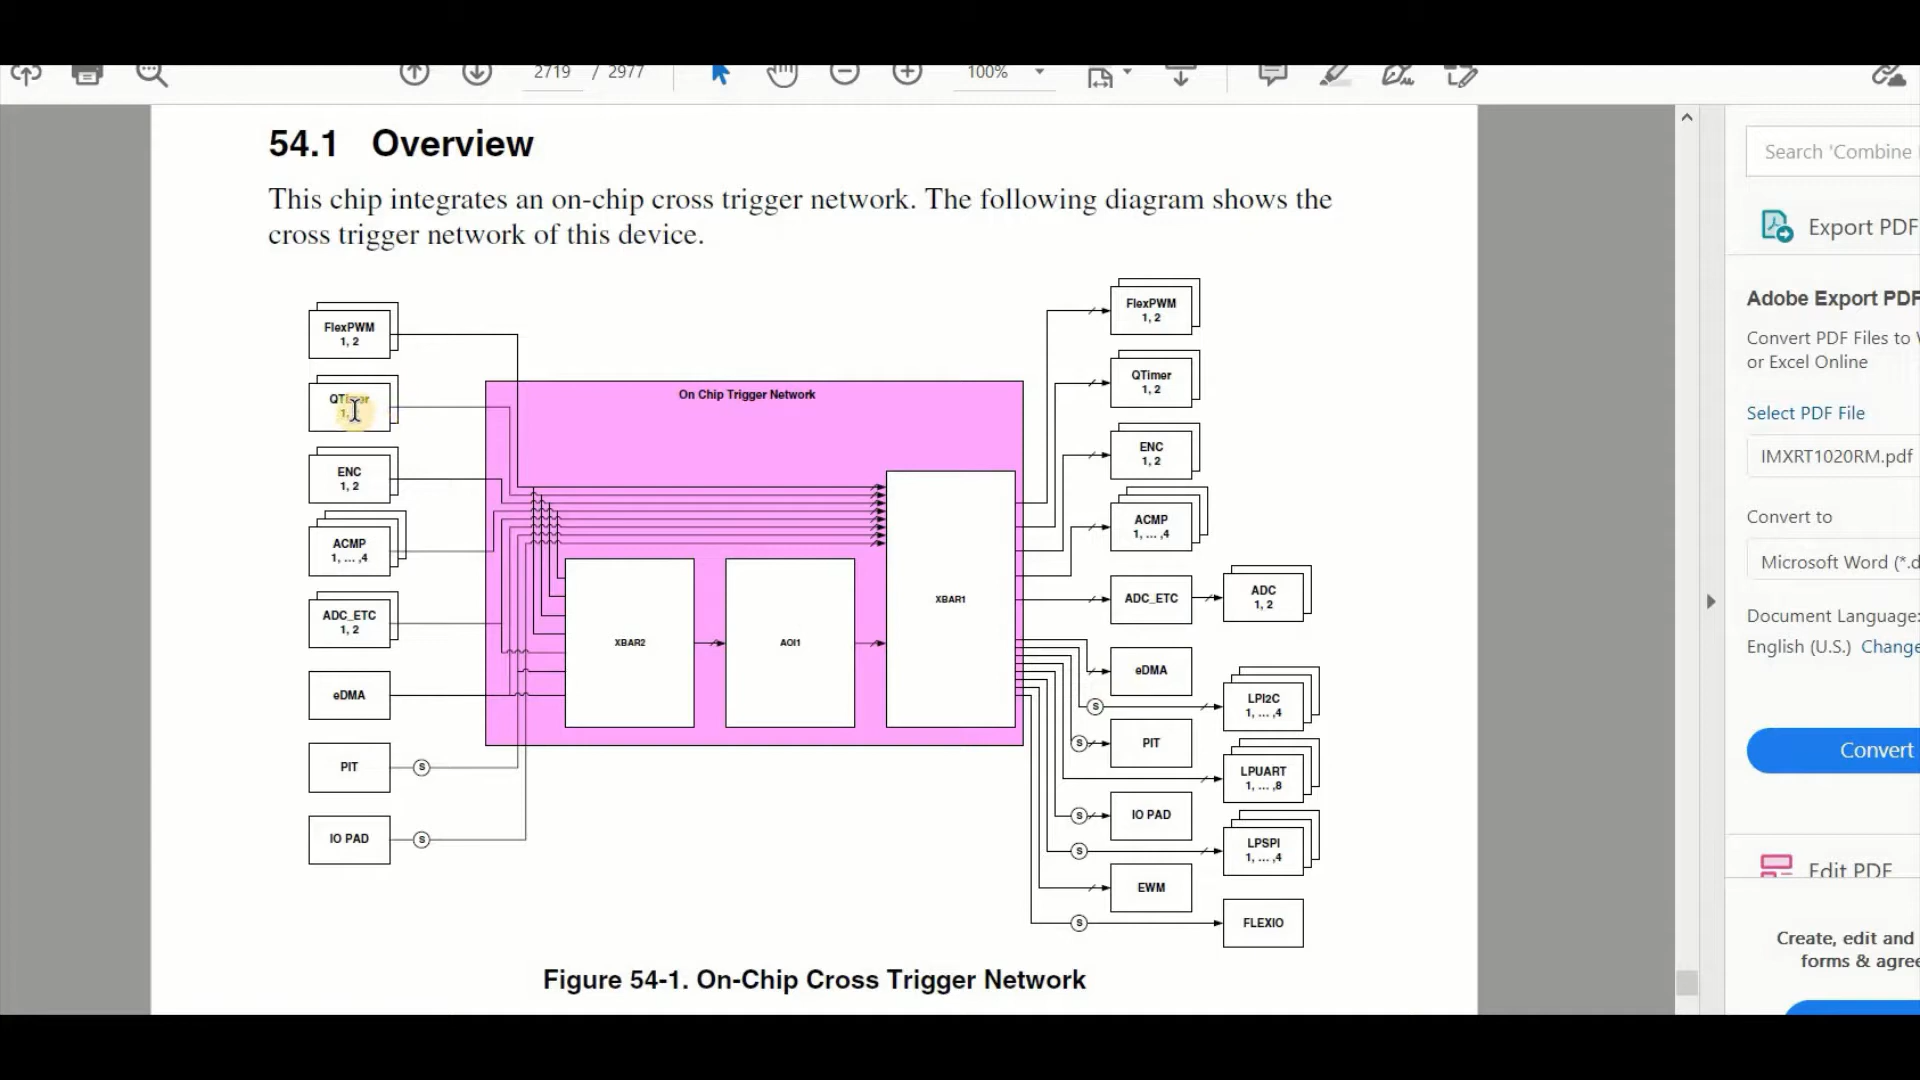 2719 / 2977
100%
54.1 Overview
This chip integrates an on-chip cross trigger network. The following diagram shows the
cross trigger network of this device.
FlexPWM
1, 2
QTimer
1,
ENC
1, 2
ACMP
1, ... ,4
ADC_ETC
1, 2
eDMA
PIT
S
IO PAD
S
On Chip Trigger Network
XBAR2
AOI1
XBAR1
FlexPWM
1, 2
QTimer
1, 2
ENC
1, 2
ACMP
1, ... ,4
ADC_ETC
ADC
1, 2
eDMA
S
LPI2C
1, ... ,4
S
PIT
LPUART
1, ... ,8
S
IO PAD
S
LPSPI
1, ... ,4
EWM
S
FLEXIO
Figure 54-1. On-Chip Cross Trigger Network
Search 'Combine
Export PDF
Adobe Export PDF
Convert PDF Files to
or Excel Online
Select PDF File
IMXRT1020RM.pdf
Convert to
Microsoft Word (*.d
Document Language:
English (U.S.) Change
Convert
Edit PDF
Create, edit and
forms & agre